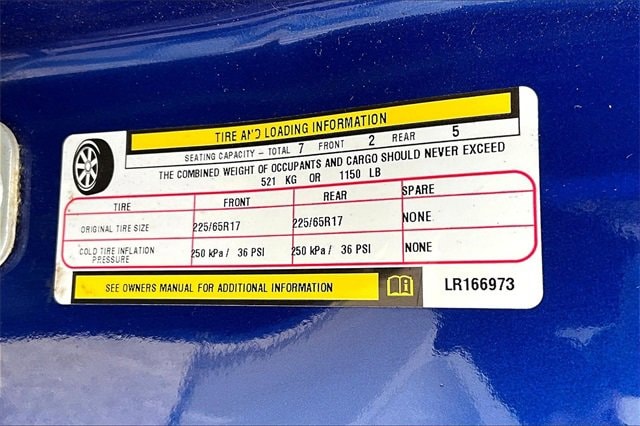 TIRE AND LOADING INFORMATION
SEATING CAPACITY - TOTAL 7 FRONT 2 REAR 5
THE COMBINED WEIGHT OF OCCUPANTS AND CARGO SHOULD NEVER EXCEED
521 KG OR 1150 LB
TIRE FRONT REAR SPARE
ORIGINAL TIRE SIZE 225/65R17 225/65R17 NONE
COLD TIRE INFLATION PRESSURE 250 kPa / 36 PSI 250 kPa / 36 PSI NONE
SEE OWNERS MANUAL FOR ADDITIONAL INFORMATION LR166973